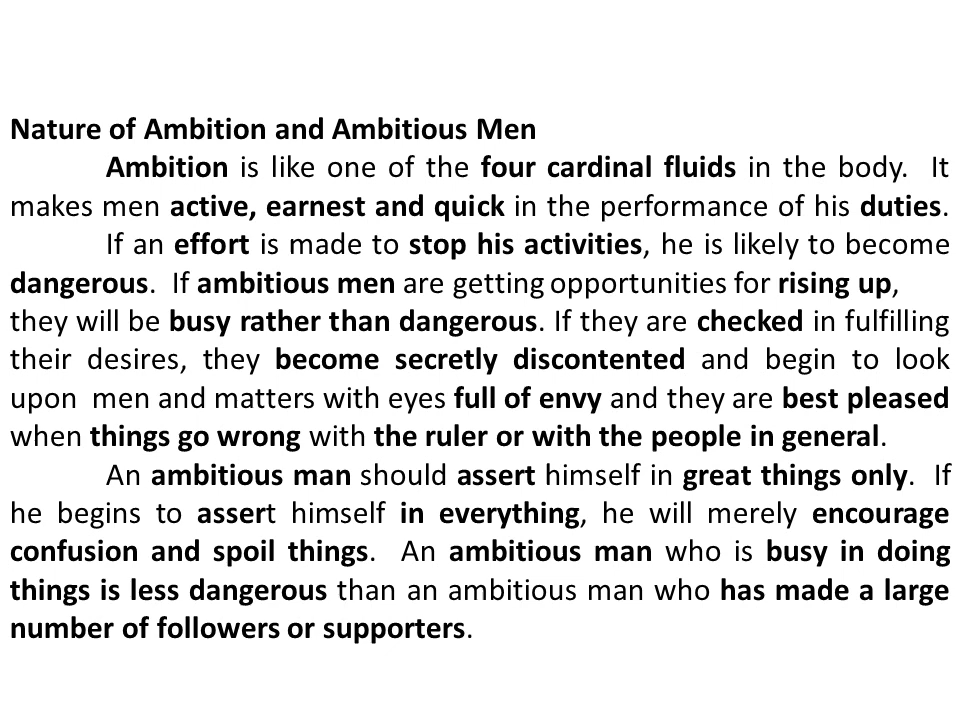 Nature of Ambition and Ambitious Men
Ambition is like one of the four cardinal fluids in the body. It
makes men active, earnest and quick in the performance of his duties.
If an effort is made to stop his activities, he is likely to become
dangerous. If ambitious men are getting opportunities for rising up,
they will be busy rather than dangerous. If they are checked in fulfilling
their desires, they become secretly discontented and begin to look
upon men and matters with eyes full of envy and they are best pleased
when things go wrong with the ruler or with the people in general.
An ambitious man should assert himself in great things only. If
he begins to assert himself in everything, he will merely encourage
confusion and spoil things. An ambitious man who is busy in doing
things is less dangerous than an ambitious man who has made a large
number of followers or supporters.